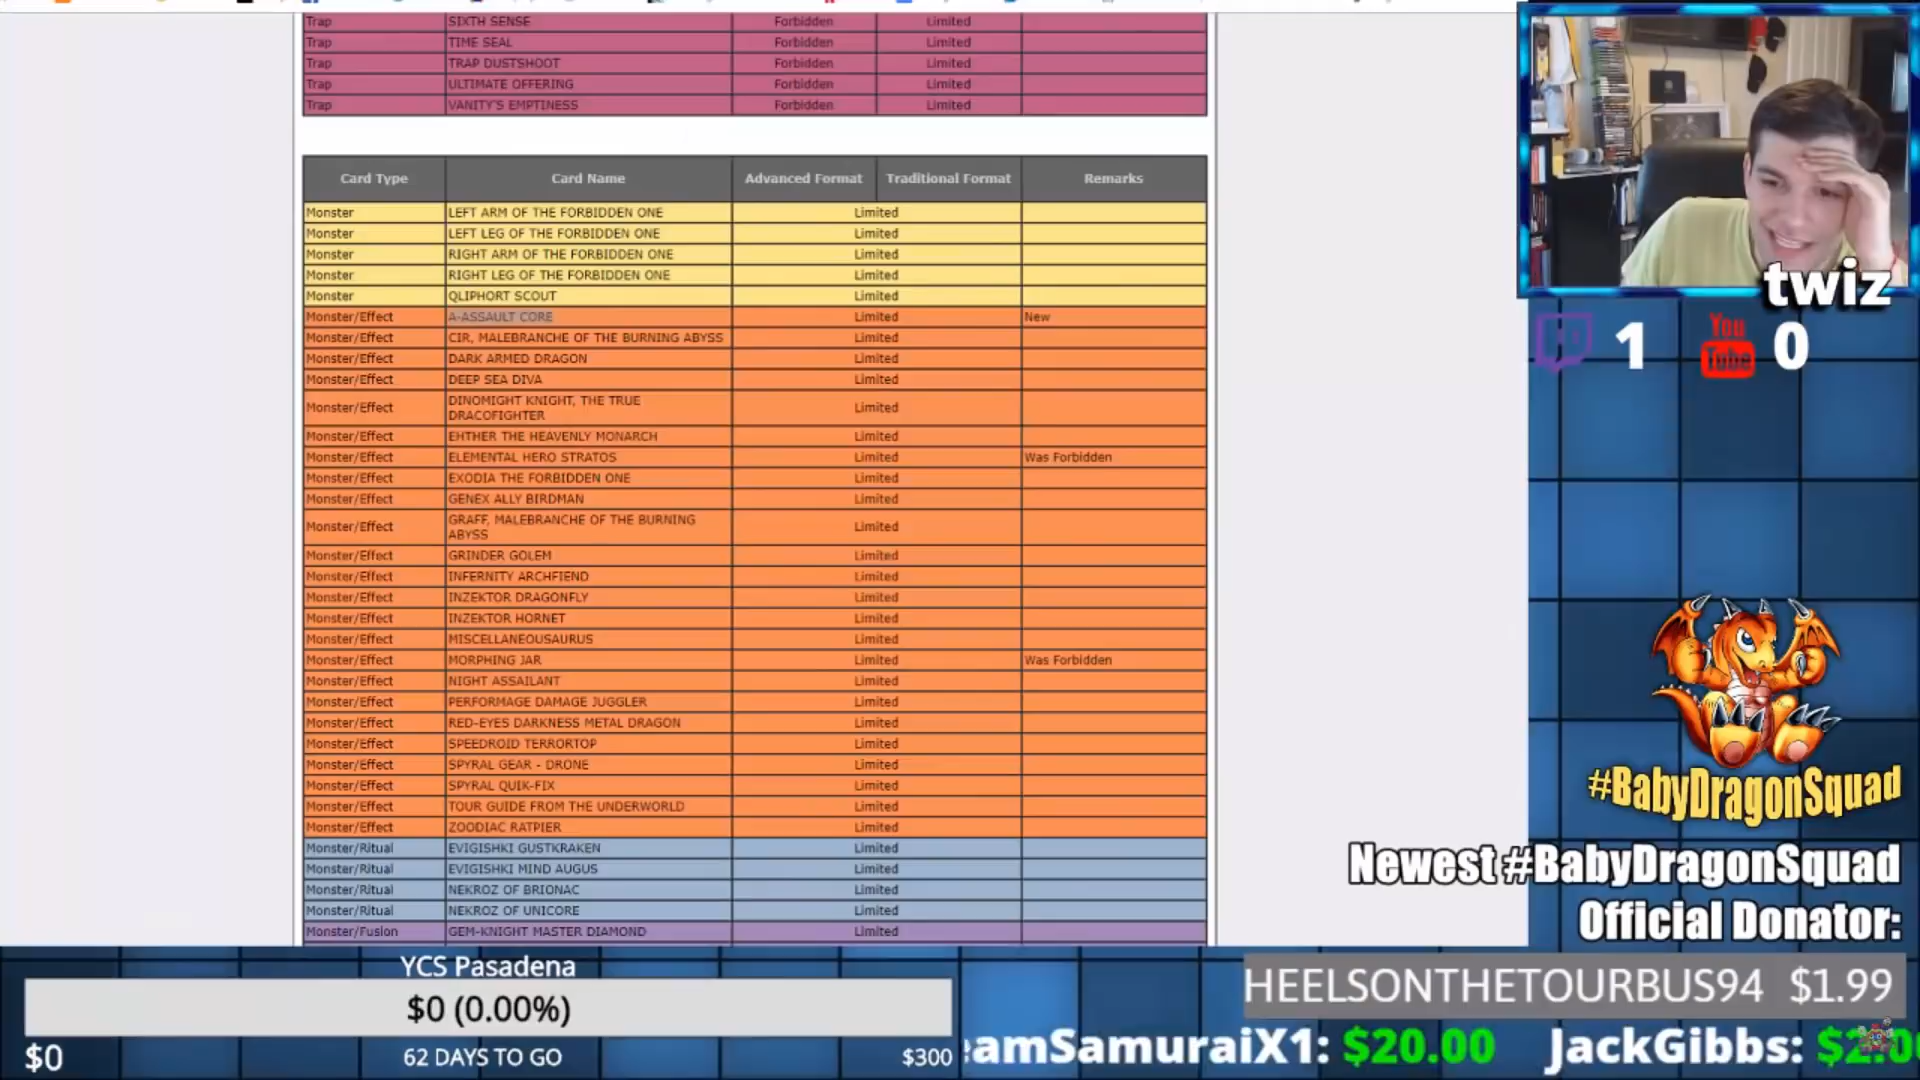 Trap SIXTH SENSE Forbidden Limited
Trap TIME SEAL Forbidden Limited
Trap TRAP DUSTSHOOT Forbidden Limited
Trap ULTIMATE OFFERING Forbidden Limited
Trap VANITY'S EMPTINESS Forbidden Limited
Card Type Card Name Advanced Format Traditional Format Remarks
Monster LEFT ARM OF THE FORBIDDEN ONE Limited
Monster LEFT LEG OF THE FORBIDDEN ONE Limited
Monster RIGHT ARM OF THE FORBIDDEN ONE Limited
Monster RIGHT LEG OF THE FORBIDDEN ONE Limited
Monster QLIPHORT SCOUT Limited
Monster/Effect A-ASSAULT CORE Limited New
Monster/Effect CIR, MALEBRANCHE OF THE BURNING ABYSS Limited
Monster/Effect DARK ARMED DRAGON Limited
Monster/Effect DEEP SEA DIVA Limited
Monster/Effect DINOMIGHT KNIGHT, THE TRUE
DRACOFIGHTER Limited
Monster/Effect EHTHER THE HEAVENLY MONARCH Limited
Monster/Effect ELEMENTAL HERO STRATOS Limited Was Forbidden
Monster/Effect EXODIA THE FORBIDDEN ONE Limited
Monster/Effect GENEX ALLY BIRDMAN Limited
Monster/Effect GRAFF, MALEBRANCHE OF THE BURNING
ABYSS Limited
Monster/Effect GRINDER GOLEM Limited
Monster/Effect INFERNITY ARCHFIEND Limited
Monster/Effect INZEKTOR DRAGONFLY Limited
Monster/Effect INZEKTOR HORNET Limited
Monster/Effect MISCELLANEOUSAURUS Limited
Monster/Effect MORPHING JAR Limited Was Forbidden
Monster/Effect NIGHT ASSAILANT Limited
Monster/Effect PERFORMAGE DAMAGE JUGGLER Limited
Monster/Effect RED-EYES DARKNESS METAL DRAGON Limited
Monster/Effect SPEEDROID TERRORTOP Limited
Monster/Effect SPYRAL GEAR - DRONE Limited
Monster/Effect SPYRAL QUIK-FIX Limited
Monster/Effect TOUR GUIDE FROM THE UNDERWORLD Limited
Monster/Effect ZOODIAC RATPIER Limited
Monster/Ritual EVIGISHKI GUSTKRAKEN Limited
Monster/Ritual EVIGISHKI MIND AUGUS Limited
Monster/Ritual NEKROZ OF BRIONAC Limited
Monster/Ritual NEKROZ OF UNICORE Limited
Monster/Fusion GEM-KNIGHT MASTER DIAMOND Limited
twiz
1 You Tube 0
#BabyDragonSquad
Newest #BabyDragonSquad
Official Donator:
HEELSONTHETOURBUS94 $1.99
YCS Pasadena
$0 (0.00%)
$0 62 DAYS TO GO $300
amSamuraiX1: $20.00 JackGibbs: